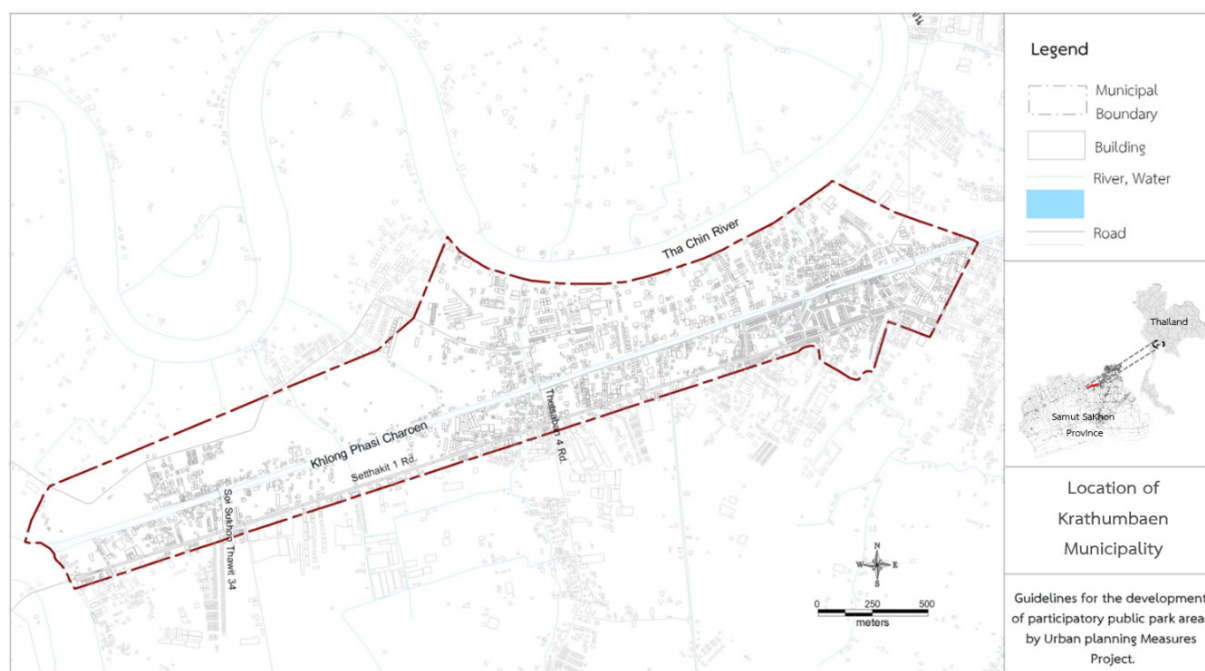 Tha Chin River
Khlong Phasi Charoen
Setthakit 1 Rd.
Thetsaban 4 Rd.
Soi Sukhon Thawit 34
N
W E
S
0 250 500
meters
Legend
Municipal
Boundary
Building
River, Water
Road
Thailand
Samut SaKhon
Province
Location of
Krathumbaen
Municipality
Guidelines for the development
of participatory public park area
by Urban planning Measures
Project.